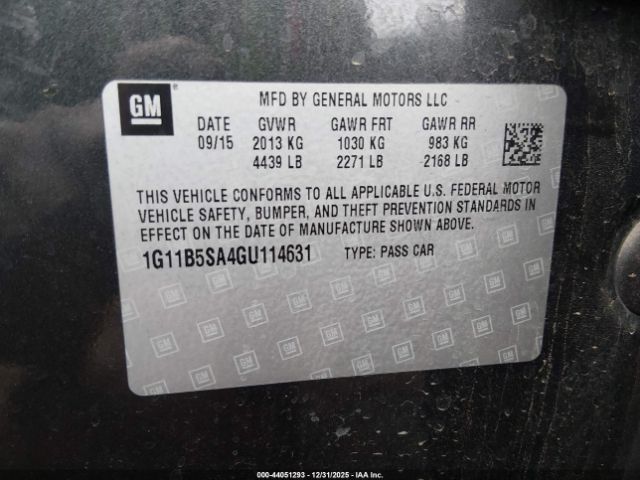 GM
®
MFD BY GENERAL MOTORS LLC
DATE GVWR GAWR FRT GAWR RR
09/15 2013 KG 1030 KG 983 KG
4439 LB 2271 LB 2168 LB
THIS VEHICLE CONFORMS TO ALL APPLICABLE U.S. FEDERAL MOTOR
VEHICLE SAFETY, BUMPER, AND THEFT PREVENTION STANDARDS IN
EFFECT ON THE DATE OF MANUFACTURE SHOWN ABOVE.
1G11B5SA4GU114631 TYPE: PASS CAR
000-44051293 - 12/31/2025 - IAA Inc.